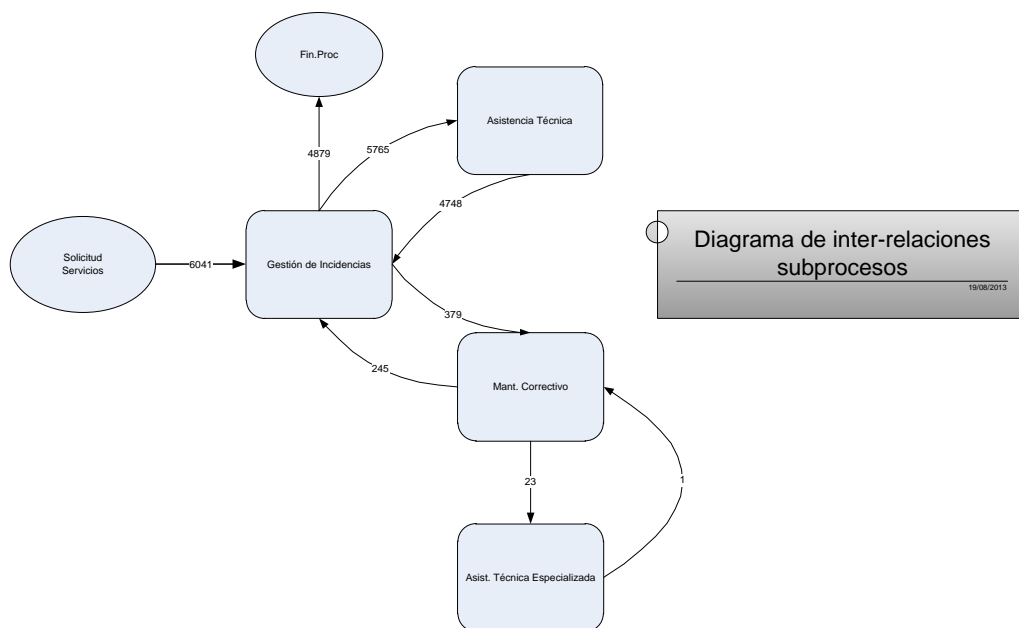 Fin.Proc
Asistencia Técnica
5765
4879
4748
Solicitud
Servicios
6041
Gestión de Incidencias
Diagrama de inter-relaciones
subprocesos
19/08/2013
379
245
Mant. Correctivo
23
1
Asist. Técnica Especializada